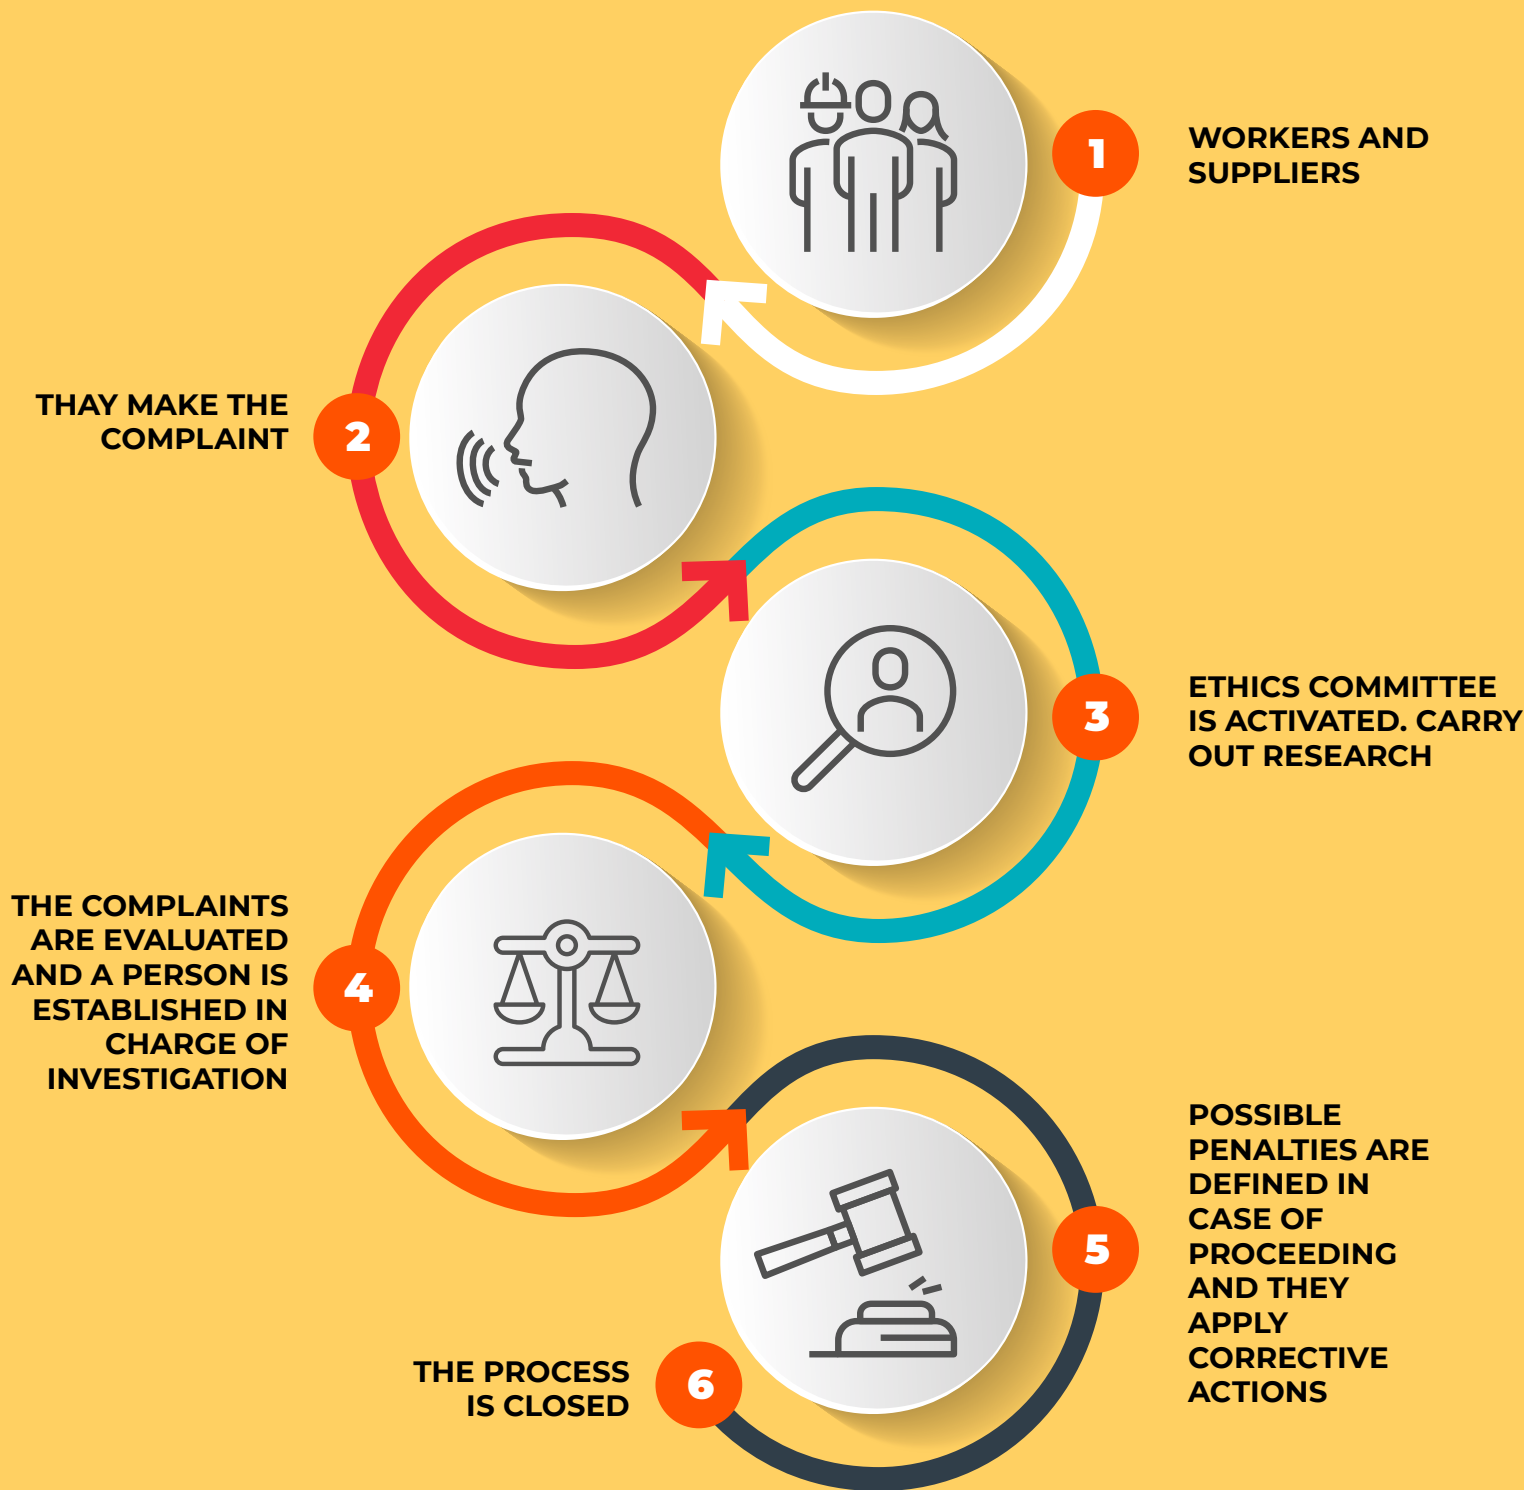 1
WORKERS AND
SUPPLIERS
THAY MAKE THE
COMPLAINT
2
3
ETHICS COMMITTEE
IS ACTIVATED. CARRY
OUT RESEARCH
THE COMPLAINTS
ARE EVALUATED
AND A PERSON IS
ESTABLISHED IN
CHARGE OF
INVESTIGATION
4
5
POSSIBLE
PENALTIES ARE
DEFINED IN
CASE OF
PROCEEDING
AND THEY
APPLY
CORRECTIVE
ACTIONS
THE PROCESS
IS CLOSED
6